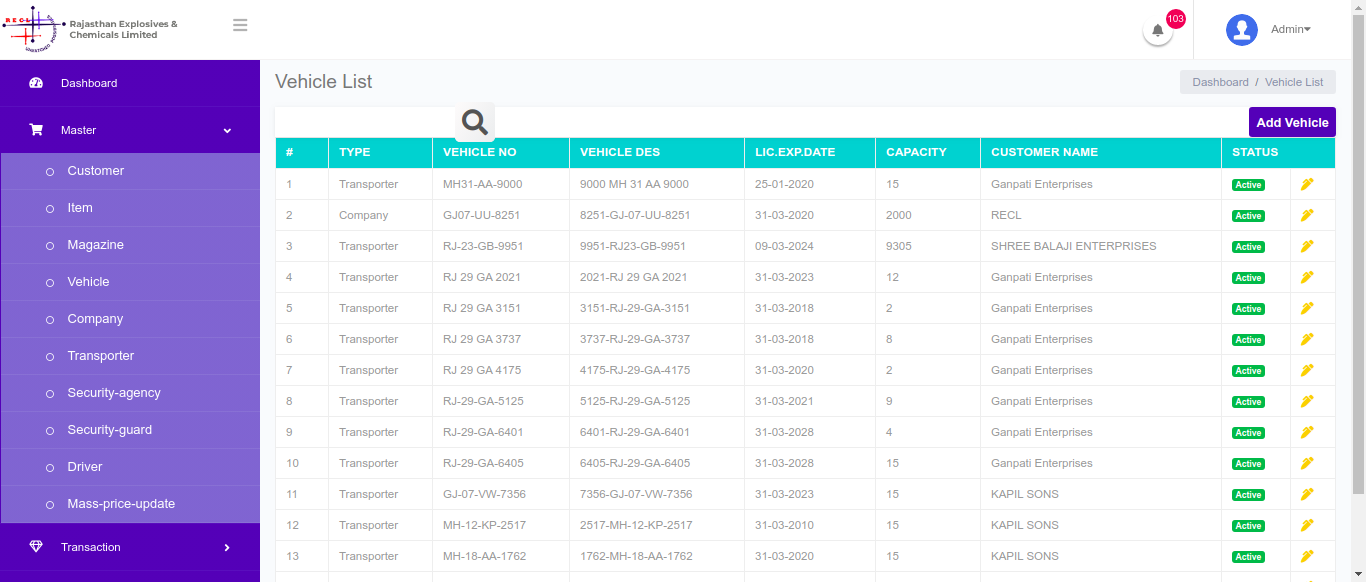 RECL
Rajasthan Explosives &
Chemicals Limited
103
Admin
Dashboard
Master
Customer
Item
Magazine
Vehicle
Company
Transporter
Security-agency
Security-guard
Driver
Mass-price-update
Transaction
Vehicle List
Dashboard / Vehicle List
Add Vehicle
# TYPE VEHICLE NO VEHICLE DES LIC.EXP.DATE CAPACITY CUSTOMER NAME STATUS
1 Transporter MH31-AA-9000 9000 MH 31 AA 9000 25-01-2020 15 Ganpati Enterprises Active
2 Company GJ07-UU-8251 8251-GJ-07-UU-8251 31-03-2020 2000 RECL Active
3 Transporter RJ-23-GB-9951 9951-RJ23-GB-9951 09-03-2024 9305 SHREE BALAJI ENTERPRISES Active
4 Transporter RJ 29 GA 2021 2021-RJ 29 GA 2021 31-03-2023 12 Ganpati Enterprises Active
5 Transporter RJ 29 GA 3151 3151-RJ-29-GA-3151 31-03-2018 2 Ganpati Enterprises Active
6 Transporter RJ 29 GA 3737 3737-RJ-29-GA-3737 31-03-2018 8 Ganpati Enterprises Active
7 Transporter RJ 29 GA 4175 4175-RJ-29-GA-4175 31-03-2020 2 Ganpati Enterprises Active
8 Transporter RJ-29-GA-5125 5125-RJ-29-GA-5125 31-03-2021 9 Ganpati Enterprises Active
9 Transporter RJ-29-GA-6401 6401-RJ-29-GA-6401 31-03-2028 4 Ganpati Enterprises Active
10 Transporter RJ-29-GA-6405 6405-RJ-29-GA-6405 31-03-2028 15 Ganpati Enterprises Active
11 Transporter GJ-07-VW-7356 7356-GJ-07-VW-7356 31-03-2023 15 KAPIL SONS Active
12 Transporter MH-12-KP-2517 2517-MH-12-KP-2517 31-03-2010 15 KAPIL SONS Active
13 Transporter MH-18-AA-1762 1762-MH-18-AA-1762 31-03-2020 15 KAPIL SONS Active